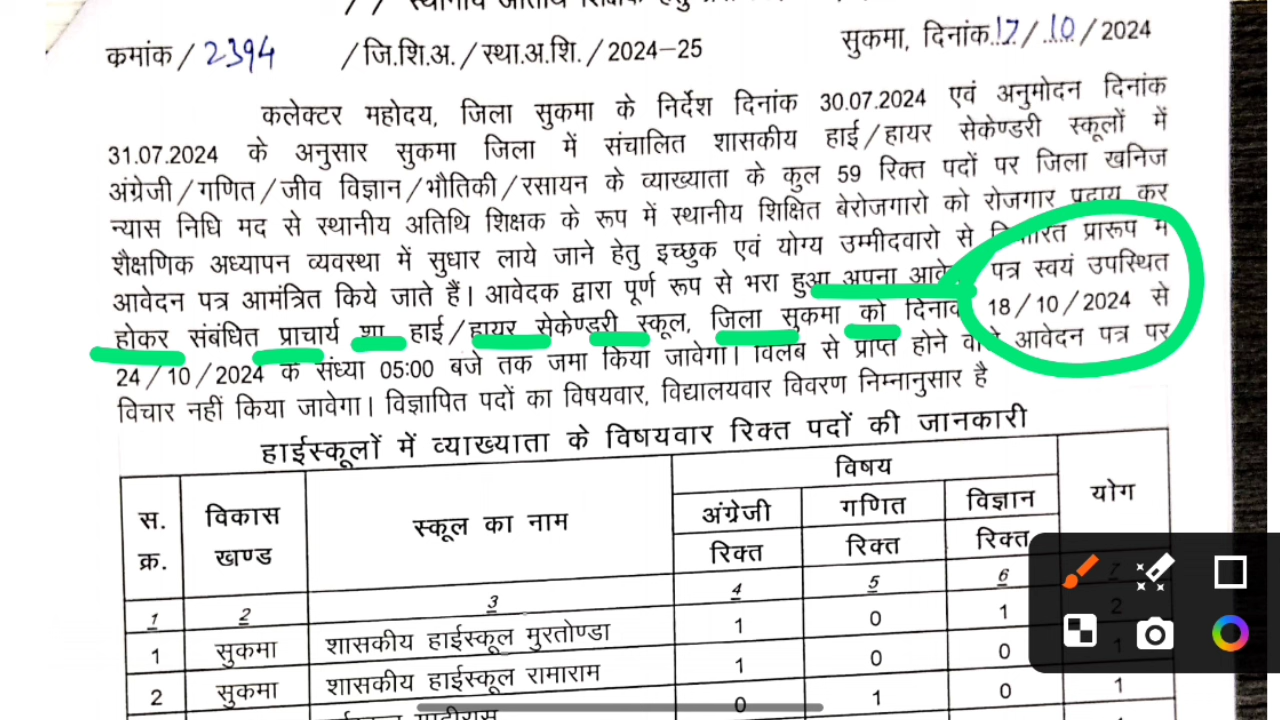 क्रमांक / 2394 / जि.शि.अ. / स्था.अ.शि. / 2024-25 सुकमा, दिनांक 17 / 10 / 2024
कलेक्टर महोदय, जिला सुकमा के निर्देश दिनांक 30.07.2024 एवं अनुमोदन दिनांक
31.07.2024 के अनुसार सुकमा जिला में संचालित शासकीय हाई / हायर सेकेण्डरी स्कूलों में
अंग्रेजी / गणित / जीव विज्ञान / भौतिकी / रसायन के व्याख्याता के कुल 59 रिक्त पदों पर जिला खनिज
न्यास निधि मद से स्थानीय अतिथि शिक्षक के रूप में स्थानीय शिक्षित बेरोजगारो को रोजगार प्रदाय कर
शैक्षणिक अध्यापन व्यवस्था में सुधार लाये जाने हेतु इच्छुक एवं योग्य उम्मीदवारो से प्रारूप में
आवेदन पत्र आमंत्रित किये जाते हैं। आवेदक द्वारा पूर्ण रूप से भरा हुआ अपना पत्र स्वयं उपस्थित
होकर संबंधित प्राचार्य शा हाई / हायर सेकेण्डरी स्कूल, जिला सुकमा को दिनांक 18 / 10 / 2024 से
24 / 10 / 2024 के संध्या 05:00 बजे तक जमा किया जावेगा। विलंब से प्राप्त होने आवेदन पत्र पर
विचार नहीं किया जावेगा। विज्ञापित पदों का विषयवार, विद्यालयवार विवरण निम्नानुसार है
हाईस्कूलों में व्याख्याता के विषयवार रिक्त पदों की जानकारी
स. क्र. विकास खण्ड स्कूल का नाम विषय योग
अंग्रेजी गणित विज्ञान
रिक्त रिक्त रिक्त
1 2 3 4 5 6 7
1 सुकमा शासकीय हाईस्कूल मुरतोण्डा 1 0 1 2
2 सुकमा शासकीय हाईस्कूल रामाराम 1 0 0 1
0 1 0 1